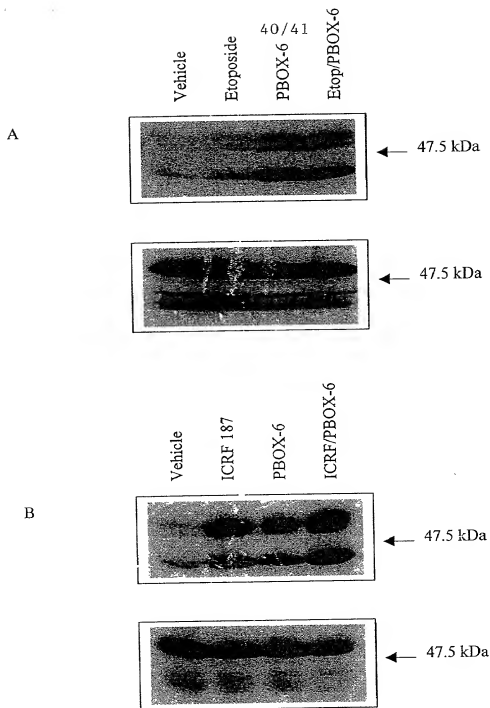 40/41
Vehicle
Etoposide
PBOX-6
Etop/PBOX-6
A
47.5 kDa
47.5 kDa
Vehicle
ICRF 187
PBOX-6
ICRF/PBOX-6
B
47.5 kDa
47.5 kDa